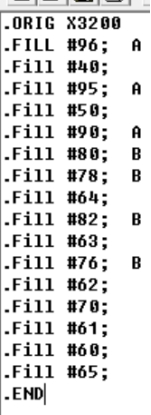 .ORIG X3200
.FILL #96; A
.Fill #40;
.Fill #95; A
.Fill #50;
.Fill #90; A
.Fill #80; B
.Fill #78; B
.Fill #64;
.Fill #82; B
.Fill #63;
.Fill #76; B
.Fill #62;
.Fill #70;
.Fill #61;
.Fill #60;
.Fill #65;
.END